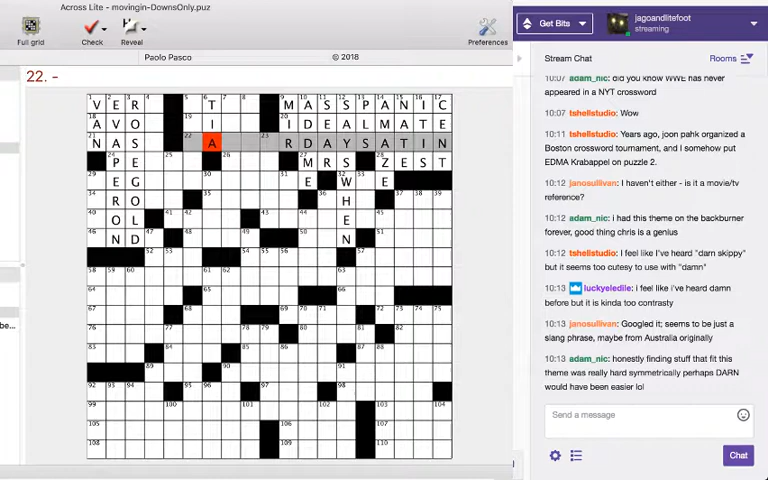 Across Lite - movingin-DownsOnly.puz
Full grid
Check
Reveal
Preferences
Paolo Pasco
© 2018
22. -
V E R T M A S S P A N I C
A V O I I D E A L M A T E
N A S A R D A Y S A T I N
P E M R S Z E S T
E G E W E
R O H
O L E
N D N
be...
Get Bits
jagoandlitefoot
streaming
Stream Chat
Rooms
10:07 adam_nic: did you know WWE has never
appeared in a NYT crossword
10:07 tshellstudio: Wow
10:11 tshellstudio: Years ago, joon pahk organized a
Boston crossword tournament, and I somehow put
EDMA Krabappel on puzzle 2.
10:12 janosullivan: I haven't either - is it a movie/tv
reference?
10:12 adam_nic: i had this theme on the backburner
forever, good thing chris is a genius
10:12 tshellstudio: I feel like I've heard "darn skippy"
but it seems too cutesy to use with "damn"
10:13 luckyeledile: i feel like i've heard damn
before but it is kinda too contrasty
10:13 janosullivan: Googled it; seems to be just a
slang phrase, maybe from Australia originally
10:13 adam_nic: honestly finding stuff that fit this
theme was really hard symmetrically perhaps DARN
would have been easier lol
Send a message
Chat